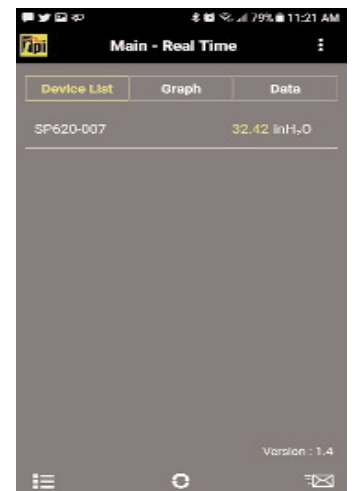 79% 11:21 AM
tpi Main - Real Time
Device List Graph Data
SP620-007 32.42 inH₂O
Version : 1.4